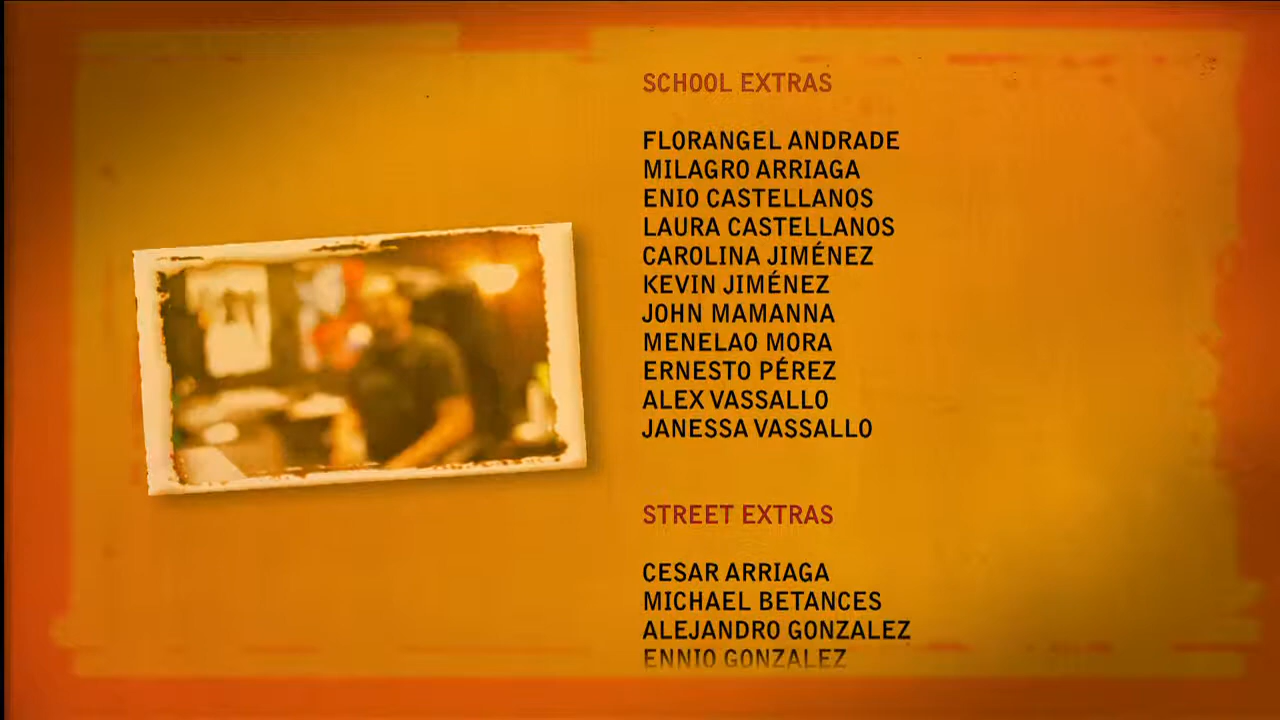 SCHOOL EXTRAS
FLORANGEL ANDRADE
MILAGRO ARRIAGA
ENIO CASTELLANOS
LAURA CASTELLANOS
CAROLINA JIMÉNEZ
KEVIN JIMÉNEZ
JOHN MAMANNA
MENELAO MORA
ERNESTO PÉREZ
ALEX VASSALLO
JANESSA VASSALLO
STREET EXTRAS
CESAR ARRIAGA
MICHAEL BETANCES
ALEJANDRO GONZALEZ
ENNIO GONZALEZ